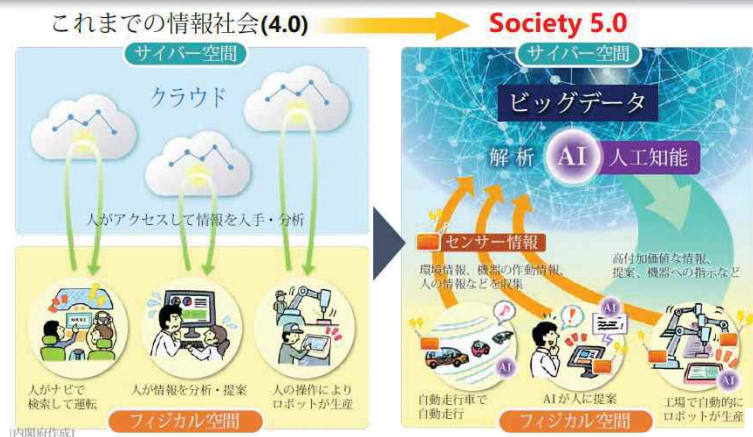 これまでの情報社会(4.0)
Society 5.0
サイバー空間
クラウド
人がアクセスして情報を入手・分析
NAVI
人がナビで
検索して運転
人が情報を分析・提案
人の操作により
ロボットが生産
フィジカル空間
サイバー空間
ビッグデータ
解析 AI 人工知能
センサー情報
環境情報、機器の作動情報、
人の情報などを収集
高付加価値な情報、
提案、機器への指示など
AI
AI
AI
自動走行車で
自動走行
AIが人に提案
工場で自動的に
ロボットが生産
フィジカル空間
[内閣府作成]